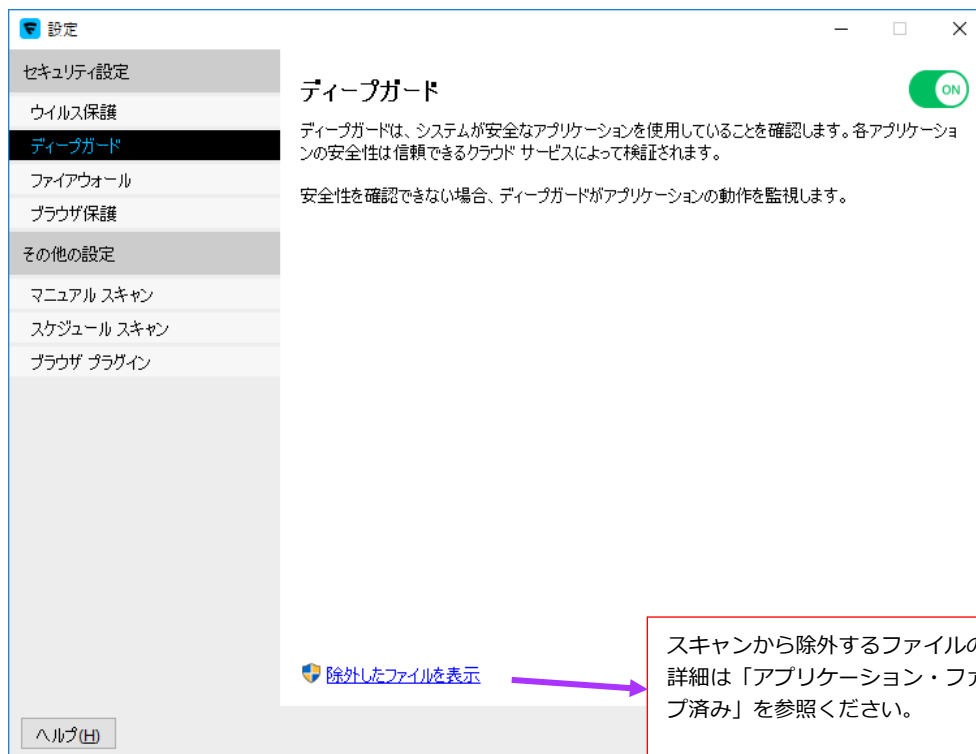 設定
セキュリティ設定
ウイルス保護
ディープガード
ファイアウォール
ブラウザ保護
その他の設定
マニュアル スキャン
スケジュール スキャン
ブラウザ プラグイン
ディープガード
ON
ディープガードは、システムが安全なアプリケーションを使用していることを確認します。各アプリケーショ
ンの安全性は信頼できるクラウド サービスによって検証されます。
安全性を確認できない場合、ディープガードがアプリケーションの動作を監視します。
除外したファイルを表示
スキャンから除外するファイルの
詳細は「アプリケーション・ファ
プ済み」を参照ください。
ヘルプ(H)